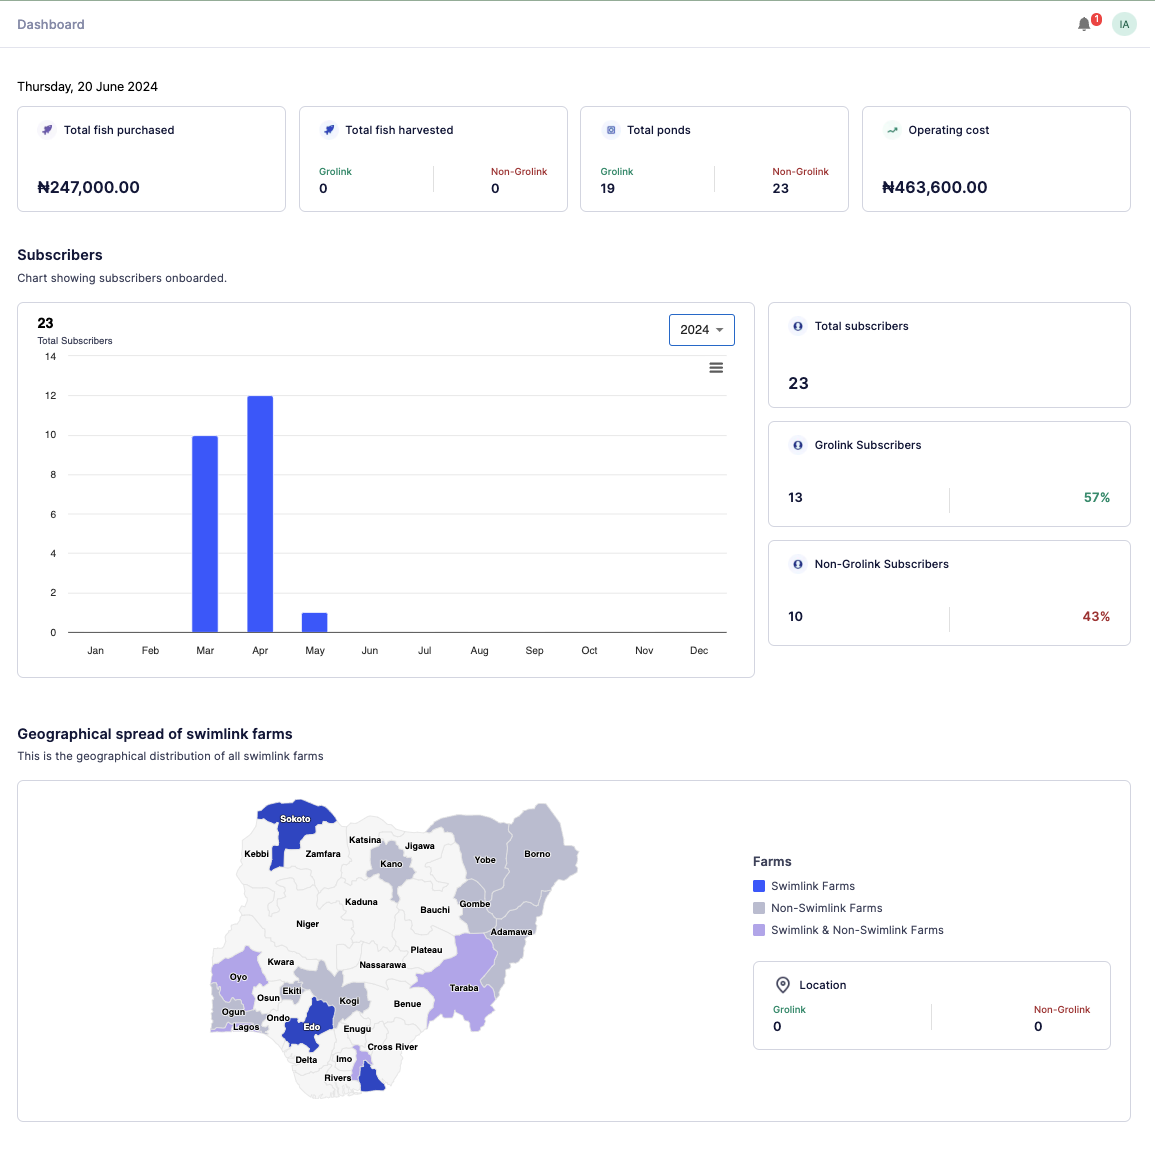 Dashboard
1
IA
Thursday, 20 June 2024
Total fish purchased
₦247,000.00
Total fish harvested
Grolink
0
Non-Grolink
0
Total ponds
Grolink
19
Non-Grolink
23
Operating cost
₦463,600.00
Subscribers
Chart showing subscribers onboarded.
23
Total Subscribers
2024
14
12
10
8
6
4
2
0
Jan Feb Mar Apr May Jun Jul Aug Sep Oct Nov Dec
Total subscribers
23
Grolink Subscribers
13 57%
Non-Grolink Subscribers
10 43%
Geographical spread of swimlink farms
This is the geographical distribution of all swimlink farms
Sokoto
Katsina
Jigawa
Kebbi
Zamfara
Kano
Yobe
Borno
Kaduna
Bauchi
Gombe
Niger
Adamawa
Plateau
Kwara
Nassarawa
Oyo
Taraba
Ekiti
Osun
Kogi
Benue
Ogun
Ondo
Lagos
Edo
Enugu
Cross River
Delta
Imo
Rivers
Farms
Swimlink Farms
Non-Swimlink Farms
Swimlink & Non-Swimlink Farms
Location
Grolink
0
Non-Grolink
0